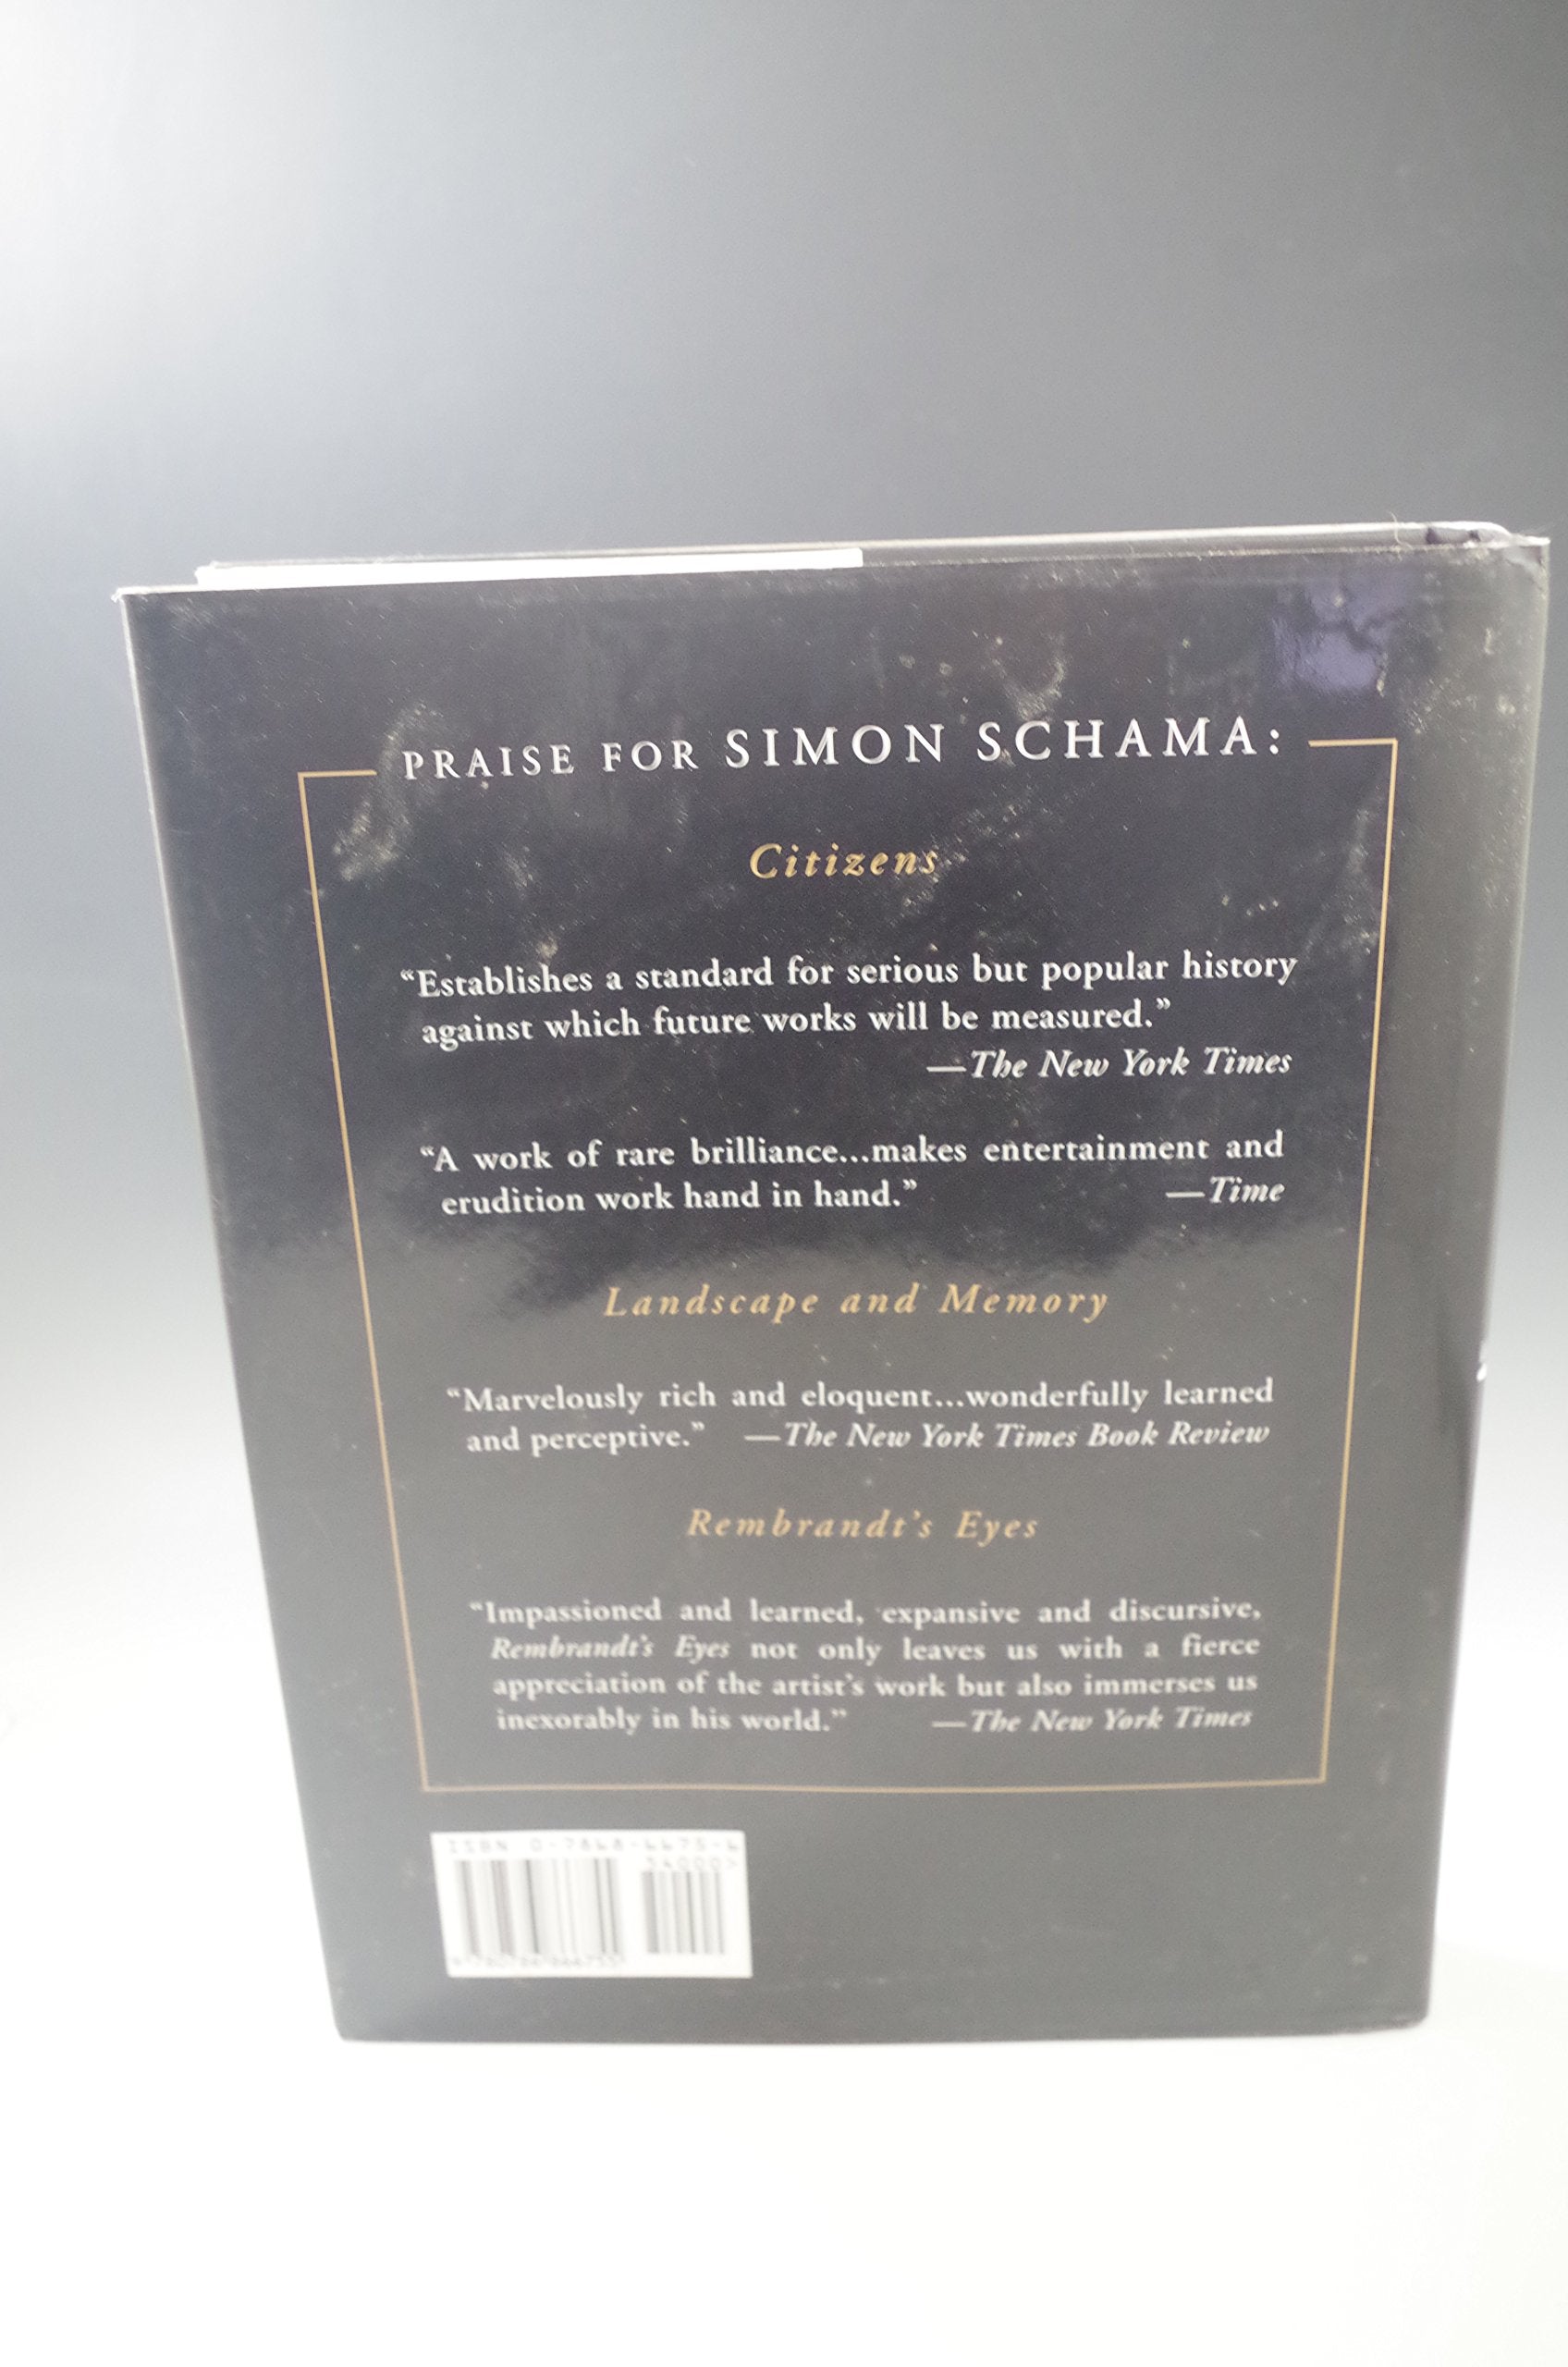 PRAISE FOR SIMON SCHAMA:
Citizens
“Establishes a standard for serious but popular history
against which future works will be measured.”
—The New York Times
“A work of rare brilliance...makes entertainment and
erudition work hand in hand.” —Time
Landscape and Memory
“Marvelously rich and eloquent...wonderfully learned
and perceptive.” —The New York Times Book Review
Rembrandt’s Eyes
“Impassioned and learned, expansive and discursive,
Rembrandt’s Eyes not only leaves us with a fierce
appreciation of the artist’s work but also immerses us
inexorably in his world.” —The New York Times
ISBN